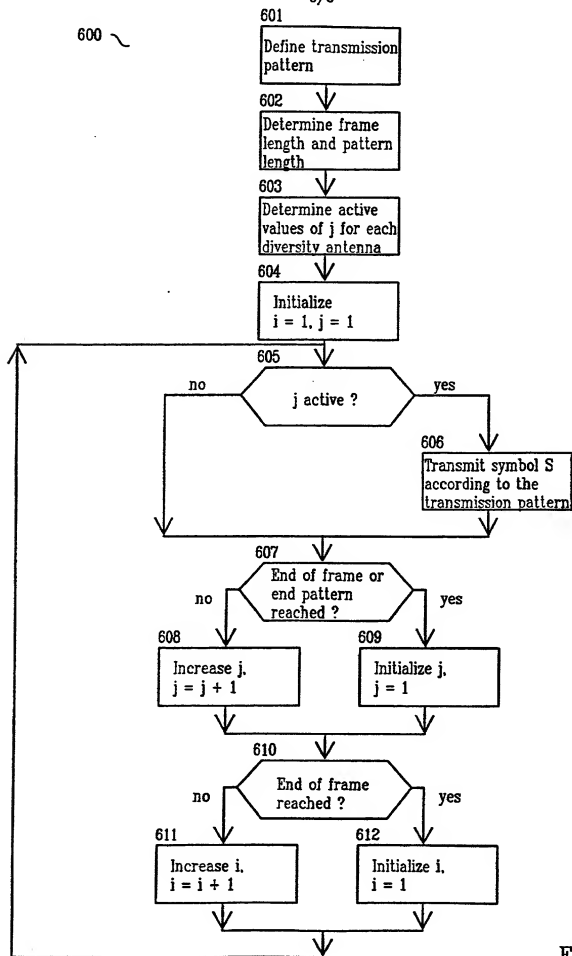 601
600
Define transmission
pattern
602
Determine frame
length and pattern
length
603
Determine active
values of j for each
diversity antenna
604
Initialize
i = 1, j = 1
605
no
yes
j active ?
606
Transmit symbol S
according to the
transmission pattern
607
End of frame or
end pattern
reached ?
no
yes
608
609
Increase j,
j = j + 1
Initialize j,
j = 1
610
End of frame
reached ?
no
yes
611
612
Increase i,
i = i + 1
Initialize i,
i = 1